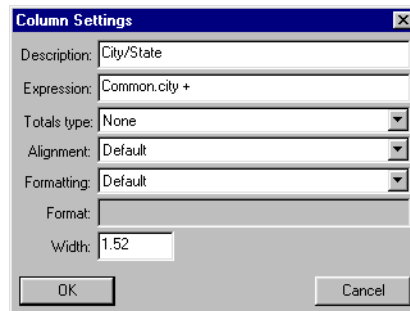 Column Settings
Description: City/State
Expression: Common.city +
Totals type: None
Alignment: Default
Formatting: Default
Format:
Width: 1.52
OK Cancel